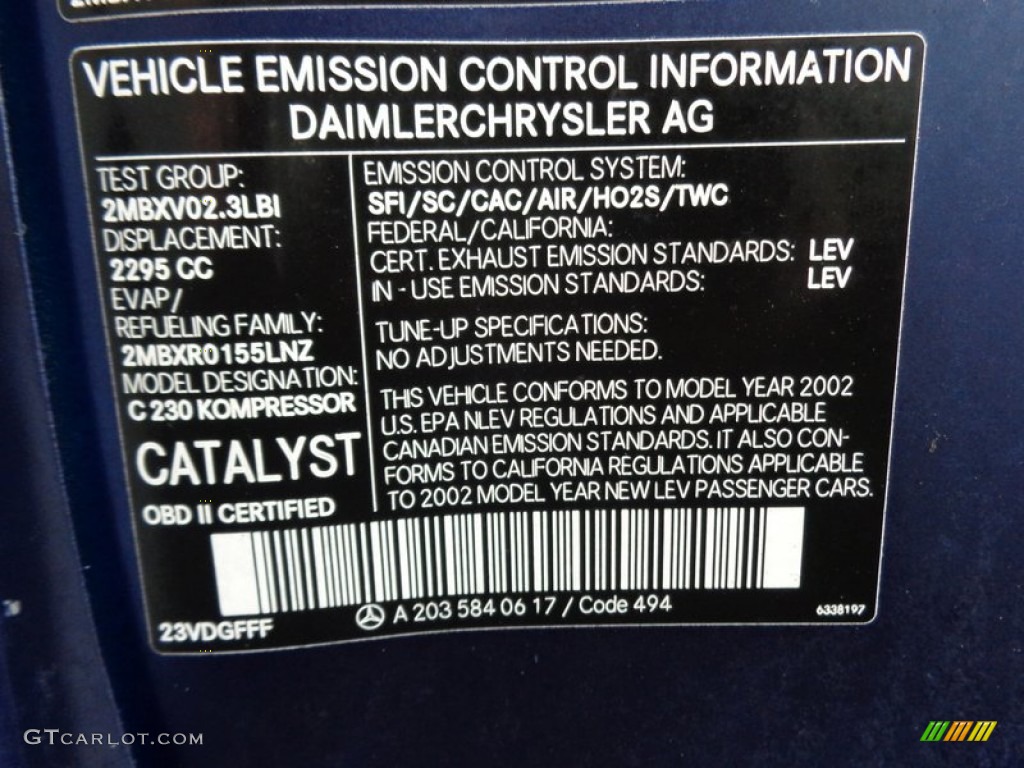 VEHICLE EMISSION CONTROL INFORMATION
DAIMLERCHRYSLER AG
TEST GROUP:
2MBXV02.3LBI
DISPLACEMENT:
2295 CC
EVAP/
REFUELING FAMILY:
2MBXR0155LNZ
MODEL DESIGNATION:
C 230 KOMPRESSOR
CATALYST
OBD II CERTIFIED
EMISSION CONTROL SYSTEM:
SFI/SC/CAC/AIR/HO2S/TWC
FEDERAL/CALIFORNIA:
CERT. EXHAUST EMISSION STANDARDS: LEV
IN - USE EMISSION STANDARDS: LEV
TUNE-UP SPECIFICATIONS:
NO ADJUSTMENTS NEEDED.
THIS VEHICLE CONFORMS TO MODEL YEAR 2002
U.S. EPA NLEV REGULATIONS AND APPLICABLE
CANADIAN EMISSION STANDARDS. IT ALSO CON-
FORMS TO CALIFORNIA REGULATIONS APPLICABLE
TO 2002 MODEL YEAR NEW LEV PASSENGER CARS.
A 203 584 06 17 / Code 494
6338197
23VDGFFF
GTCARLOT.COM